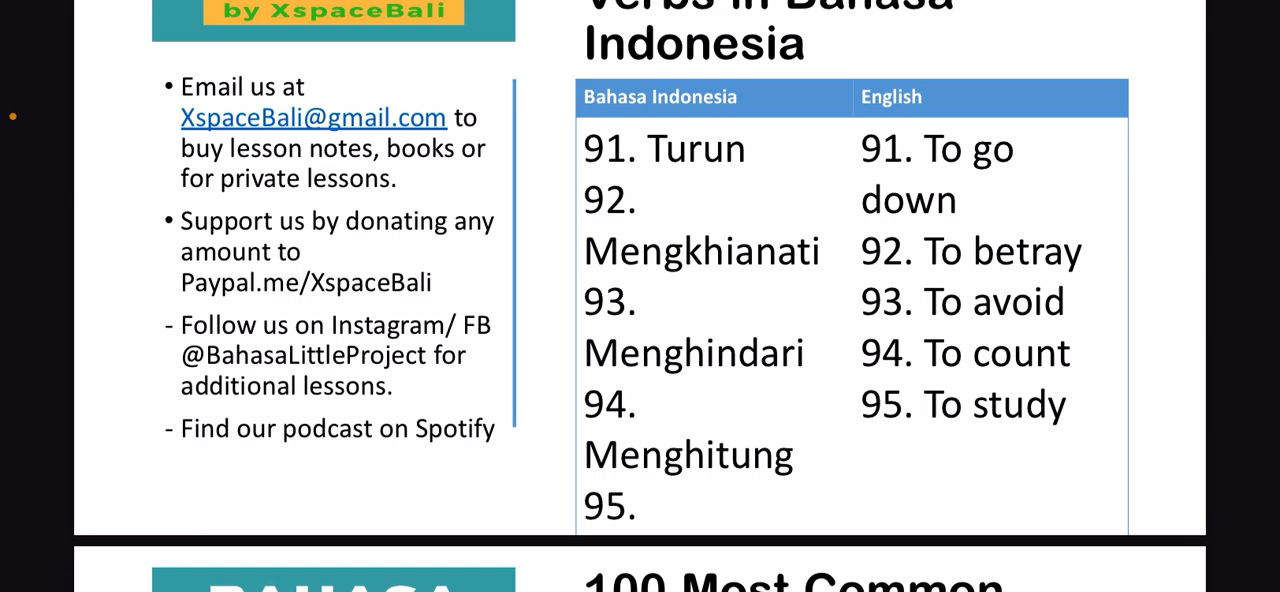 by XspaceBali
Verbs in Bahasa
Indonesia
• Email us at
XspaceBali@gmail.com to
buy lesson notes, books or
for private lessons.
• Support us by donating any
amount to
Paypal.me/XspaceBali
- Follow us on Instagram/ FB
@BahasaLittleProject for
additional lessons.
- Find our podcast on Spotify
Bahasa Indonesia
91. Turun
92.
Mengkhianati
93.
Menghindari
94.
Menghitung
95.
English
91. To go
down
92. To betray
93. To avoid
94. To count
95. To study
BAHASA
100 Most Common